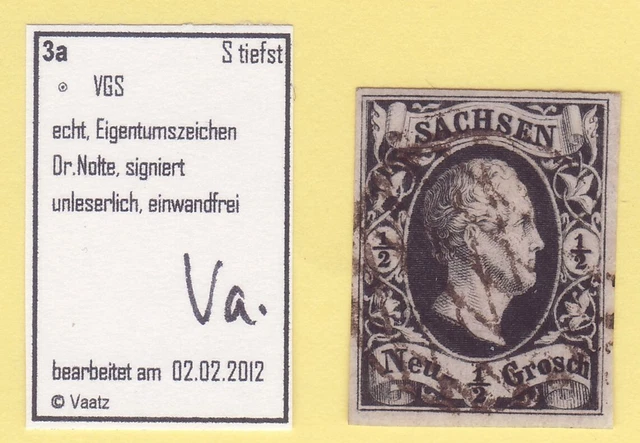 3a S tiefst
VGS
echt, Eigentumszeichen
Dr.Nolte, signiert
unleserlich, einwandfrei
Va.
bearbeitet am 02.02.2012
© Vaatz
SACHSEN
1/2 1/2
Neu 1/2 Grosch